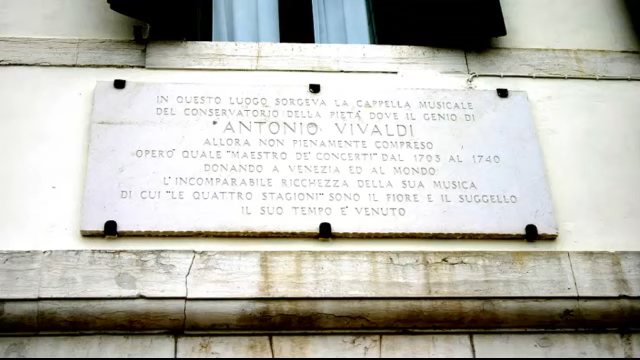 IN QUESTO LUOGO SORGEVA LA CAPPELLA MUSICALE
DEL CONSERVATORIO DELLA PIETA' DOVE IL GENIO DI
ANTONIO VIVALDI
ALLORA NON PIENAMENTE COMPRESO
OPERO' QUALE "MAESTRO DE' CONCERTI" DAL 1703 AL 1740
DONANDO A VENEZIA ED AL MONDO
L'INCOMPARABILE RICCHEZZA DELLA SUA MUSICA
DI CUI "LE QUATTRO STAGIONI" SONO IL FIORE E IL SUGGELLO
IL SUO TEMPO E' VENUTO